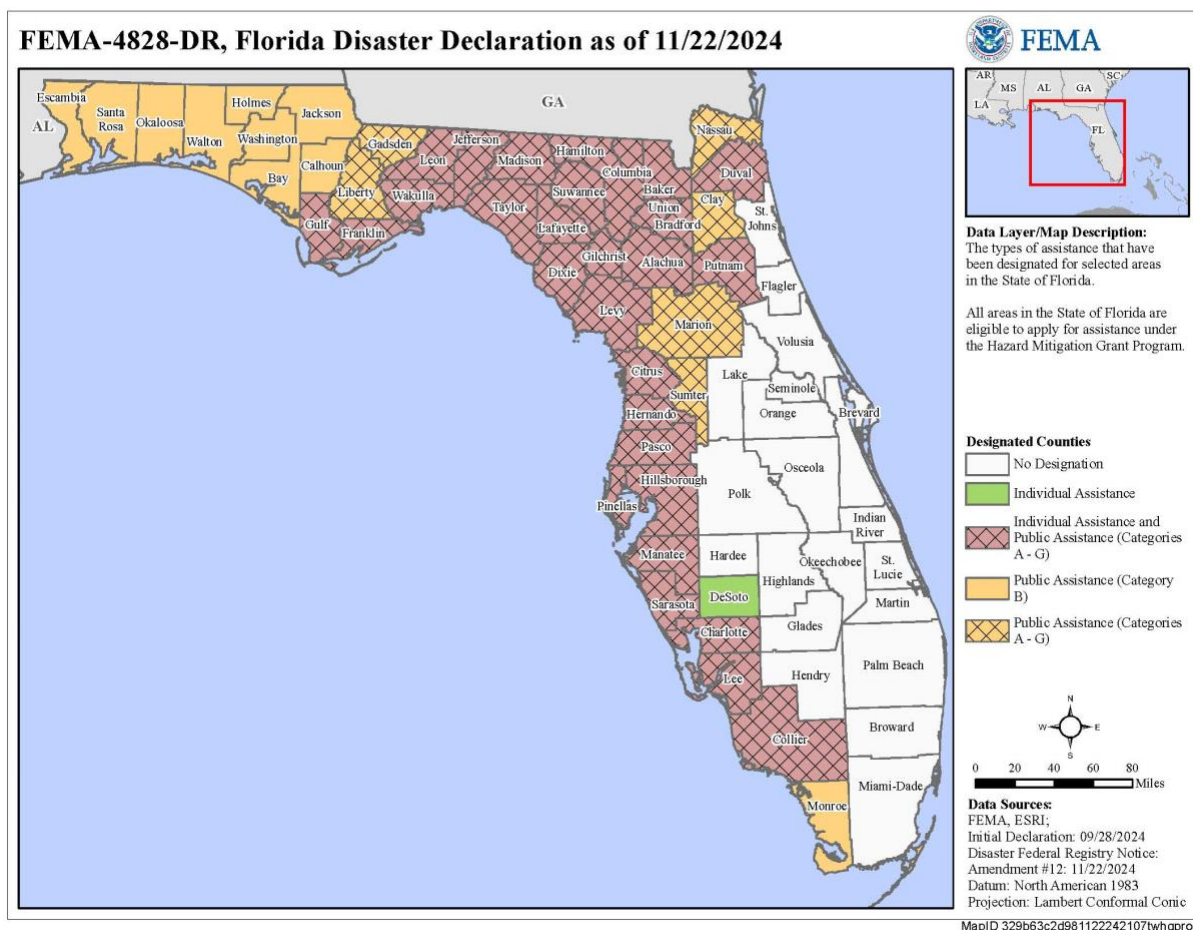 FEMA-4828-DR, Florida Disaster Declaration as of 11/22/2024
FEMA
Escambia
Santa
Rosa
Okaloosa
Walton
Holmes
Washington
Bay
Jackson
Calhoun
Gulf
Gadsden
Liberty
Franklin
Leon
Wakulla
Jefferson
Madison
Taylor
Hamilton
Suwannee
Lafayette
Dixie
Columbia
Gilchrist
Levy
Baker
Union
Bradford
Alachua
Nassau
Duval
Clay
Putnam
St.
Johns
Flagler
Marion
Volusia
Citrus
Sumter
Lake
Seminole
Orange
Brevard
Hernando
Pasco
Hillsborough
Pinellas
Polk
Osceola
Indian
River
Manatee
Hardee
Highlands
Okeechobee
St.
Lucie
Sarasota
DeSoto
Martin
Charlotte
Glades
Lee
Hendry
Palm Beach
Collier
Broward
Monroe
Miami-Dade
AL
GA
AR
MS
AL
GA
SC
LA
FL
Data Layer/Map Description:
The types of assistance that have
been designated for selected areas
in the State of Florida.
All areas in the State of Florida are
eligible to apply for assistance under
the Hazard Mitigation Grant Program.
Designated Counties
No Designation
Individual Assistance
Individual Assistance and
Public Assistance (Categories
A - G)
Public Assistance (Category
B)
Public Assistance (Categories
A - G)
N
W
E
S
0 20 40 60 80
Miles
Data Sources:
FEMA, ESRI;
Initial Declaration: 09/28/2024
Disaster Federal Registry Notice:
Amendment #12: 11/22/2024
Datum: North American 1983
Projection: Lambert Conformal Conic
MapID 329b63c2d981122242107twhqpro